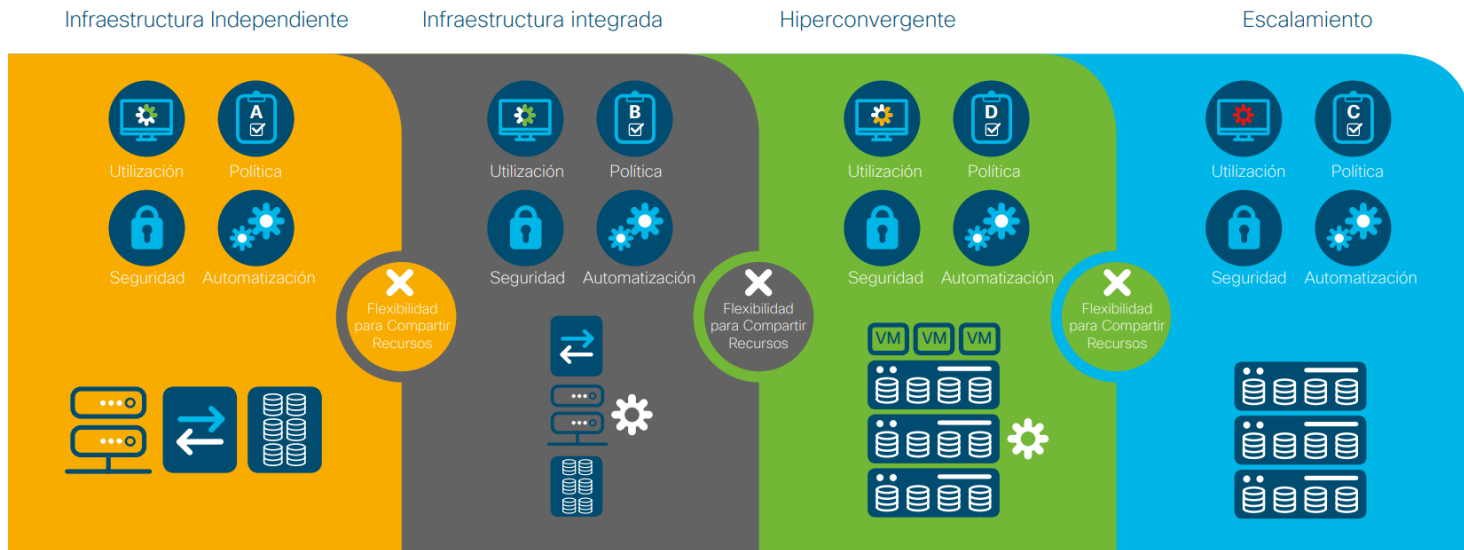 Infraestructura Independiente
Infraestructura integrada
Hiperconvergente
Escalamiento
A
Utilización
Política
Seguridad
Automatización
B
Utilización
Política
Seguridad
Automatización
D
Utilización
Política
Seguridad
Automatización
C
Utilización
Política
Seguridad
Automatización
Flexibilidad
para Compartir
Recursos
Flexibilidad
para Compartir
Recursos
Flexibilidad
para Compartir
Recursos
VM
VM
VM